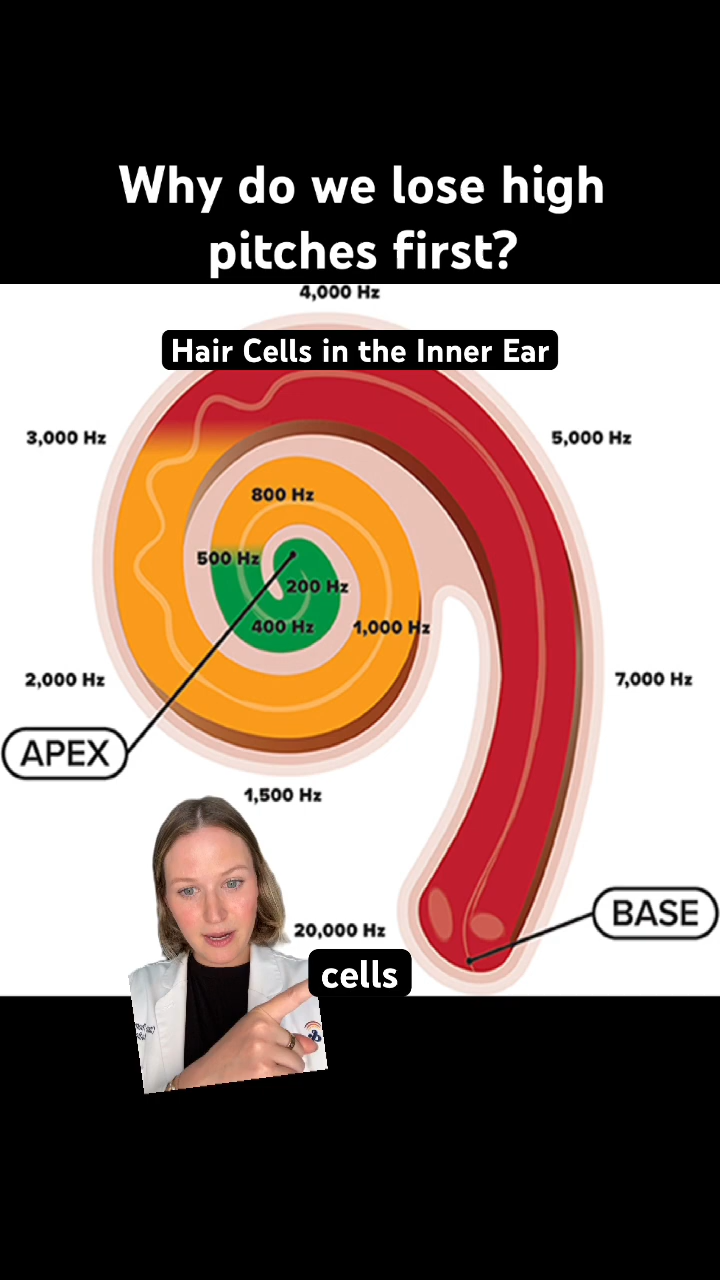 Why do we lose high
pitches first?
4,000 Hz
Hair Cells in the Inner Ear
3,000 Hz
5,000 Hz
800 Hz
500 Hz
200 Hz
400 Hz
1,000 Hz
2,000 Hz
7,000 Hz
APEX
1,500 Hz
BASE
20,000 Hz
cells